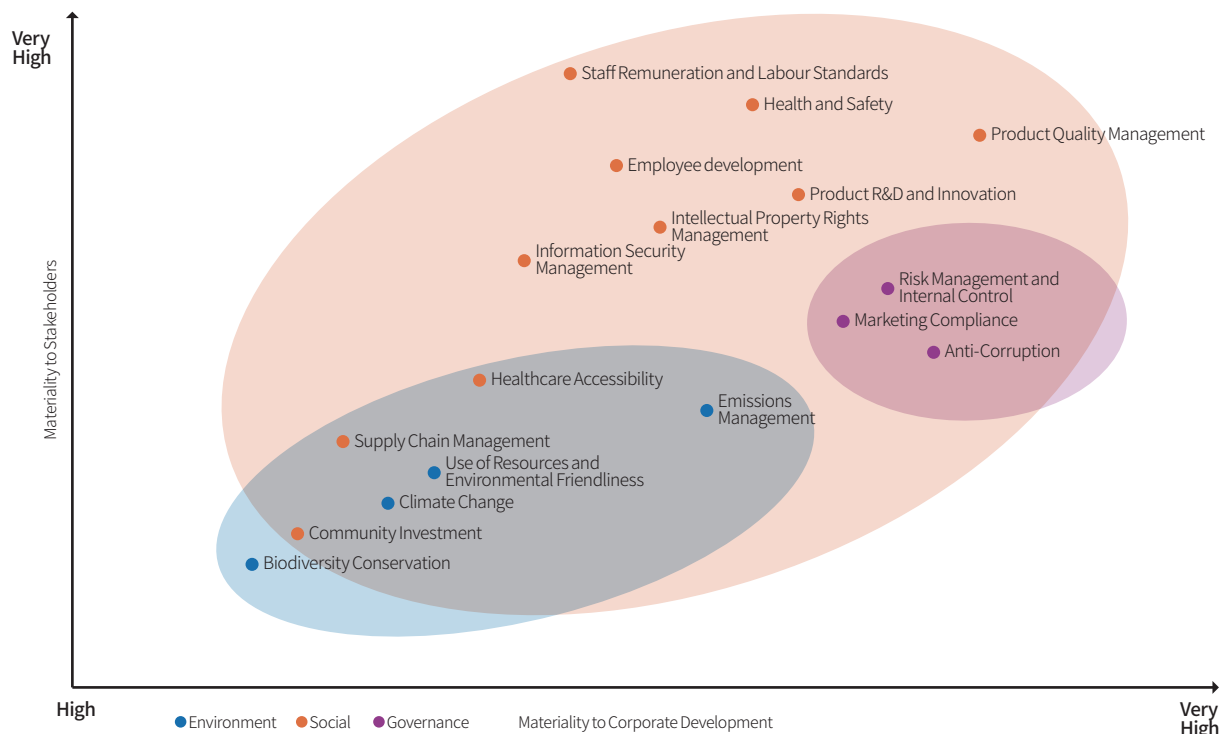 Very
High
Staff Remuneration and Labour Standards
Health and Safety
Product Quality Management
Employee development
Product R&D and Innovation
Intellectual Property Rights
Management
Information Security
Management
Risk Management and
Internal Control
Marketing Compliance
Anti-Corruption
Materiality to Stakeholders
Healthcare Accessibility
Emissions
Management
Supply Chain Management
Use of Resources and
Environmental Friendliness
Climate Change
Community Investment
Biodiversity Conservation
High
Environment
Social
Governance
Materiality to Corporate Development
Very
High